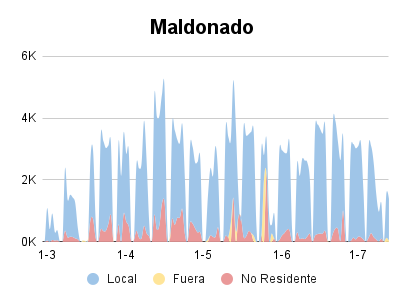 Maldonado
6K
4K
2K
0K
1-3 1-4 1-5 1-6 1-7
Local Fuera No Residente